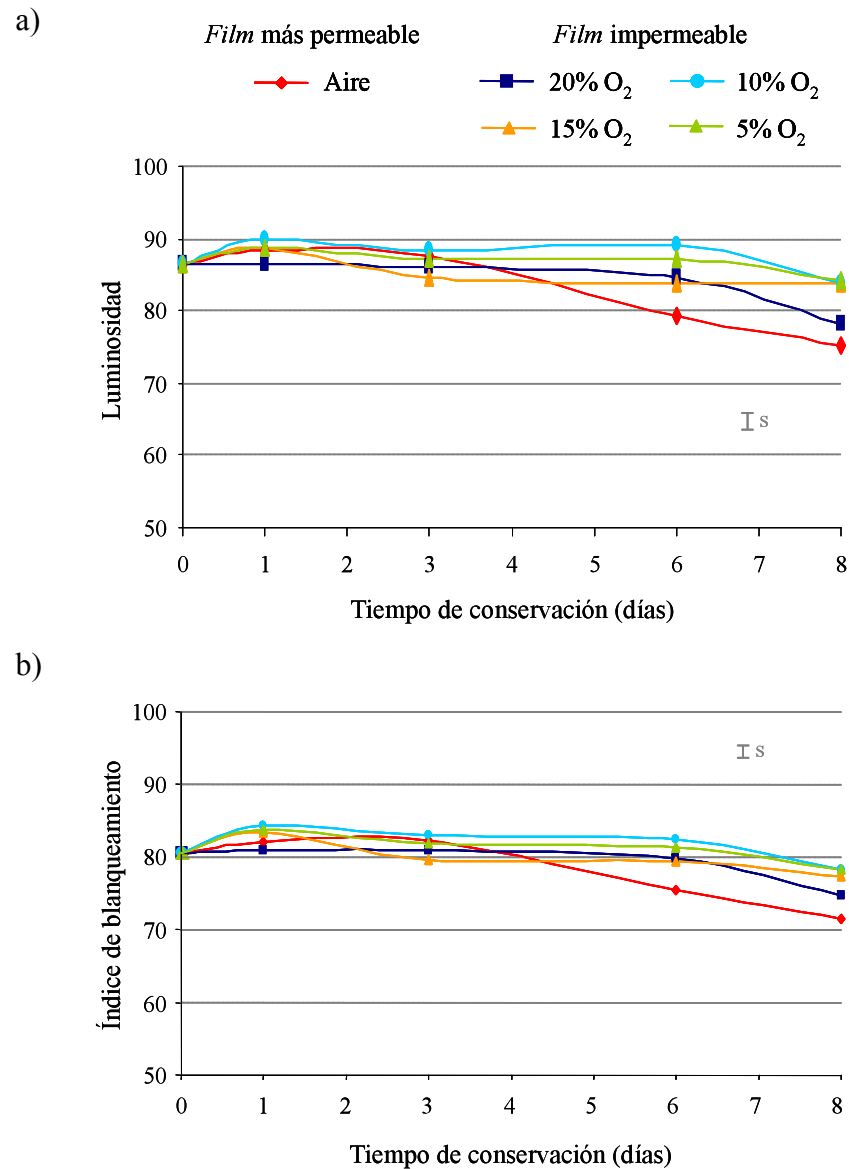 a)
Film más permeable Film impermeable
Aire 20% O2 10% O2
15% O2 5% O2
100
90
80
70
60
50
Luminosidad
s
0 1 2 3 4 5 6 7 8
Tiempo de conservación (días)
b)
100
90
80
70
60
50
Índice de blanqueamiento
s
0 1 2 3 4 5 6 7 8
Tiempo de conservación (días)